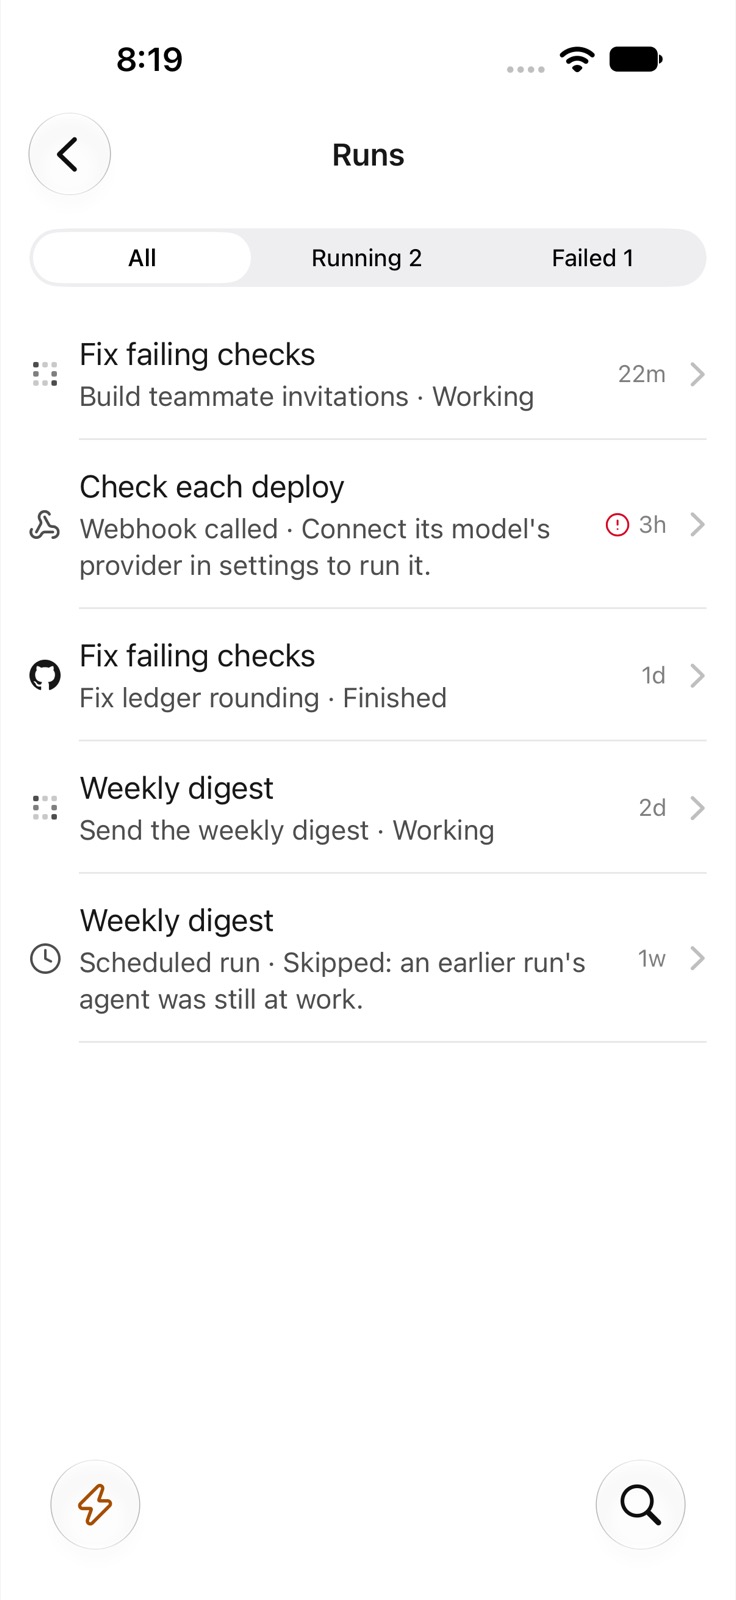 8:19
Runs
All
Running 2
Failed 1
Fix failing checks
Build teammate invitations · Working
22m
Check each deploy
Webhook called · Connect its model's
provider in settings to run it.
3h
Fix failing checks
Fix ledger rounding · Finished
1d
Weekly digest
Send the weekly digest · Working
2d
Weekly digest
Scheduled run · Skipped: an earlier run's
agent was still at work.
1w